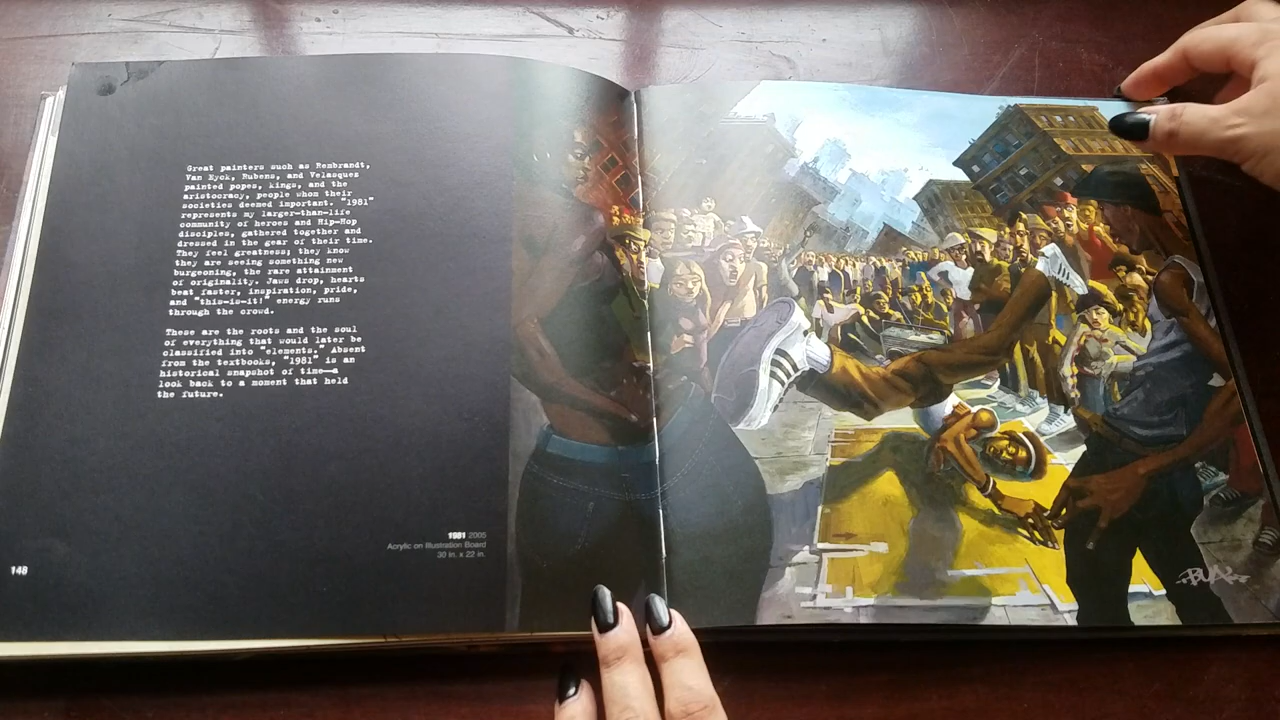 Great painters such as Rembrandt,
Van Eyck, Rubens, and Velasquez
painted popes, kings, and the
aristocracy, people whom their
societies deemed important. "1981"
represents my larger-than-life
community of heroes and Hip-Hop
disciples, gathered together and
dressed in the gear of their time.
They feel greatness; they know
they are seeing something new
burgeoning, the rare attainment
of originality. Jaws drop, hearts
beat faster, inspiration, pride,
and "this-is-it!" energy runs
through the crowd.
These are the roots and the soul
of everything that would later be
classified into "elements." Absent
from the textbooks, "1981" is an
historical snapshot of time—a
look back to a moment that held
the future.
1981 2005
Acrylic on Illustration Board
30 in. x 22 in.
148
BUA